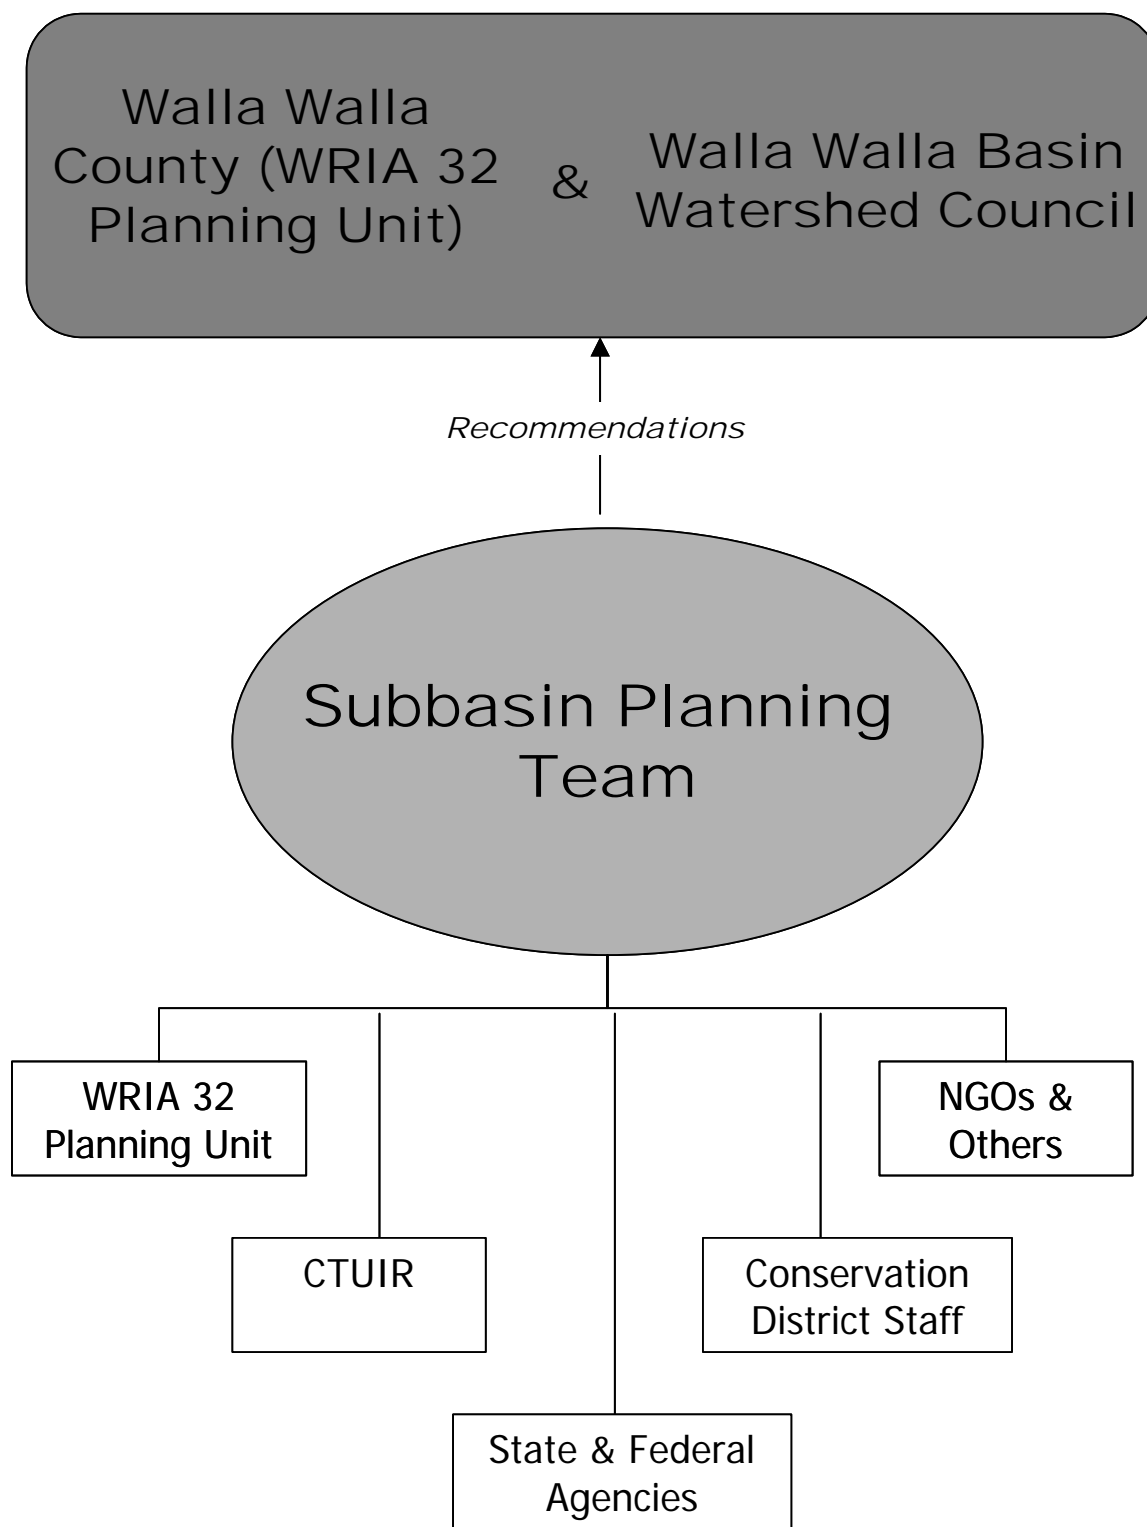 Walla Walla
County (WRIA 32
Planning Unit)
&
Walla Walla Basin
Watershed Council
Recommendations
Subbasin Planning
Team
WRIA 32
Planning Unit
NGOs &
Others
CTUIR
Conservation
District Staff
State & Federal
Agencies